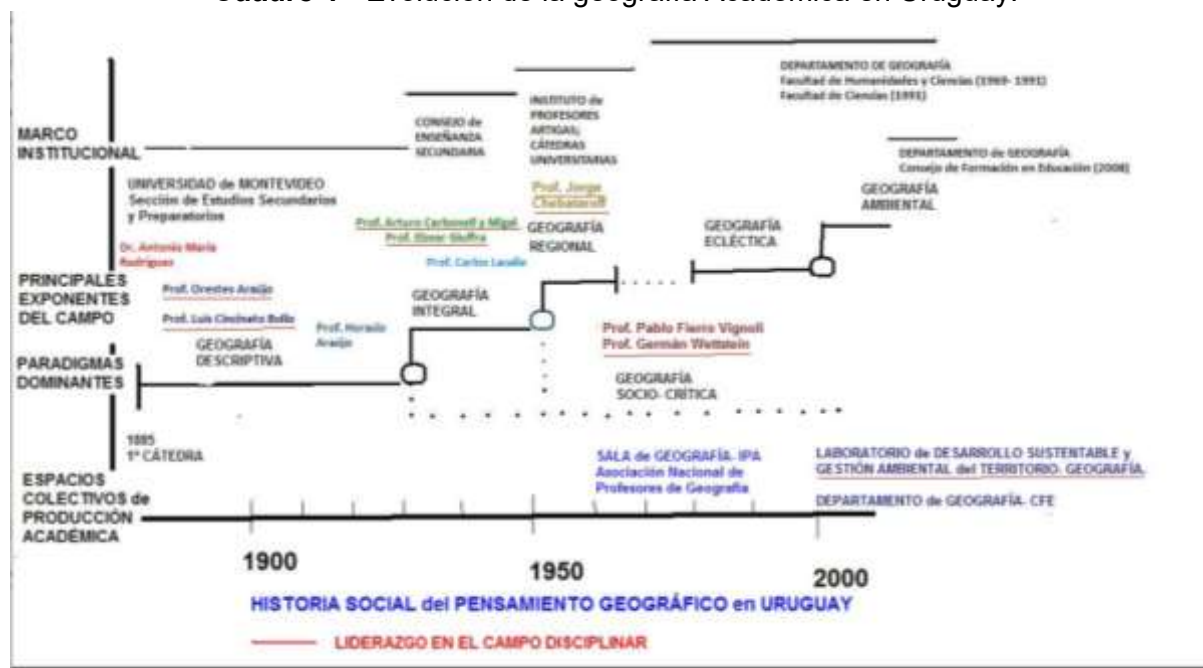 Evolución de la geografía Académica en Uruguay.
DEPARTAMENTO DE GEOGRAFÍA
Facultad de Humanidades y Ciencias (1969- 1991)
Facultad de Ciencias (1991)
INSTITUTO de
PROFESORES
ARTIGAS;
CÁTEDRAS
UNIVERSITARIAS
CONSEJO de
ENSEÑANZA
SECUNDARIA
MARCO
INSTITUCIONAL
DEPARTAMENTO de GEOGRAFÍA
Consejo de Formación en Educación (2008)
UNIVERSIDAD de MONTEVIDEO
Sección de Estudios Secundarios
y Preparatorios
Prof. Jorge
Chebataroff
GEOGRAFÍA
AMBIENTAL
Prof. Arturo Carbonell y Migal
Prof. Elzear Giuffra
GEOGRAFÍA
REGIONAL
GEOGRAFÍA
ECLÉCTICA
Dr. Antonio María
Rodríguez
Prof. Carlos
PRINCIPALES
EXPONENTES
DEL CAMPO
Prof. Orestes Araújo
GEOGRAFÍA
INTEGRAL
Prof. Luis Cincinato Bollo
Prof. Horacio
Araújo
Prof. Pablo Fierro Vignoli
Prof. Germán Wettstein
GEOGRAFÍA
DESCRIPTIVA
PARADIGMAS
DOMINANTES
GEOGRAFÍA
SOCIO- CRÍTICA
1885
1º CÁTEDRA
SALA de GEOGRAFÍA- IPA
Asociación Nacional de
Profesores de Geografía
LABORATORIO de DESARROLLO SUSTENTABLE y
GESTIÓN AMBIENTAL del TERRITORIO- GEOGRAFÍA.
ESPACIOS
COLECTIVOS de
PRODUCCIÓN
ACADÉMICA
DEPARTAMENTO de GEOGRAFÍA- CFE
1900
1950
2000
HISTORIA SOCIAL del PENSAMIENTO GEOGRÁFICO en URUGUAY
LIDERAZGO EN EL CAMPO DISCIPLINAR